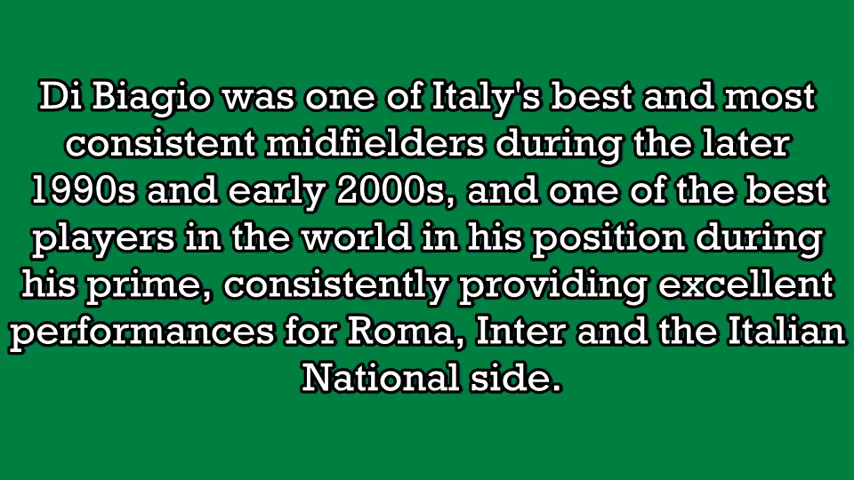 Di Biagio was one of Italy's best and most
consistent midfielders during the later
1990s and early 2000s, and one of the best
players in the world in his position during
his prime, consistently providing excellent
performances for Roma, Inter and the Italian
National side.